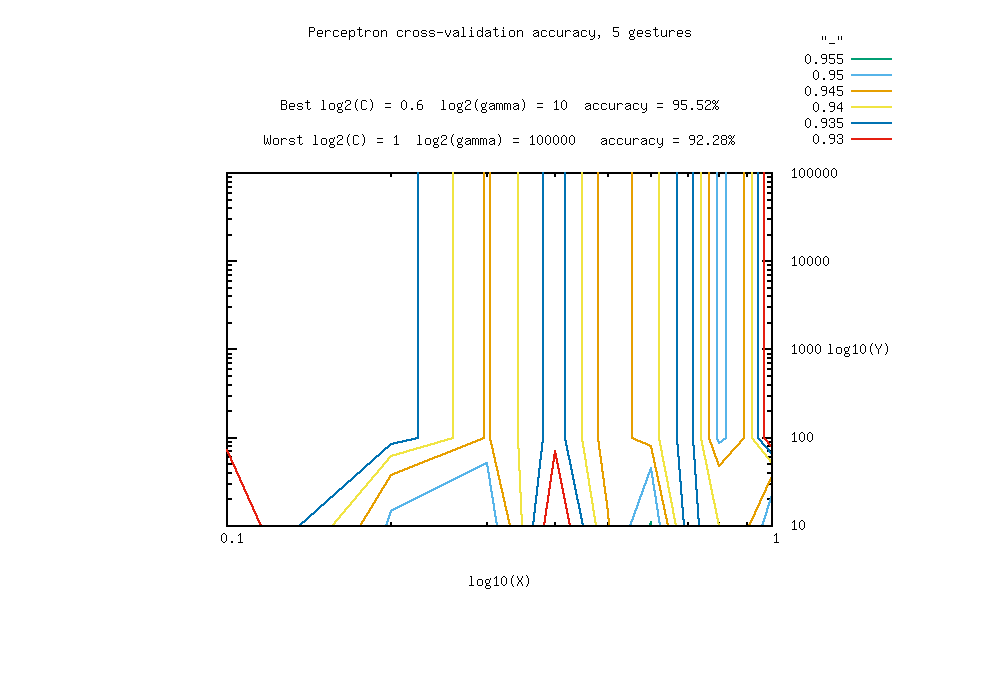 Perceptron cross-validation accuracy, 5 gestures
"_"
0.955
0.95
0.945
0.94
0.935
0.93
Best log2(C) = 0.6 log2(gamma) = 10 accuracy = 95.52%
Worst log2(C) = 1 log2(gamma) = 100000 accuracy = 92.28%
100000
10000
1000 log10(Y)
100
10
0.1 1
log10(X)